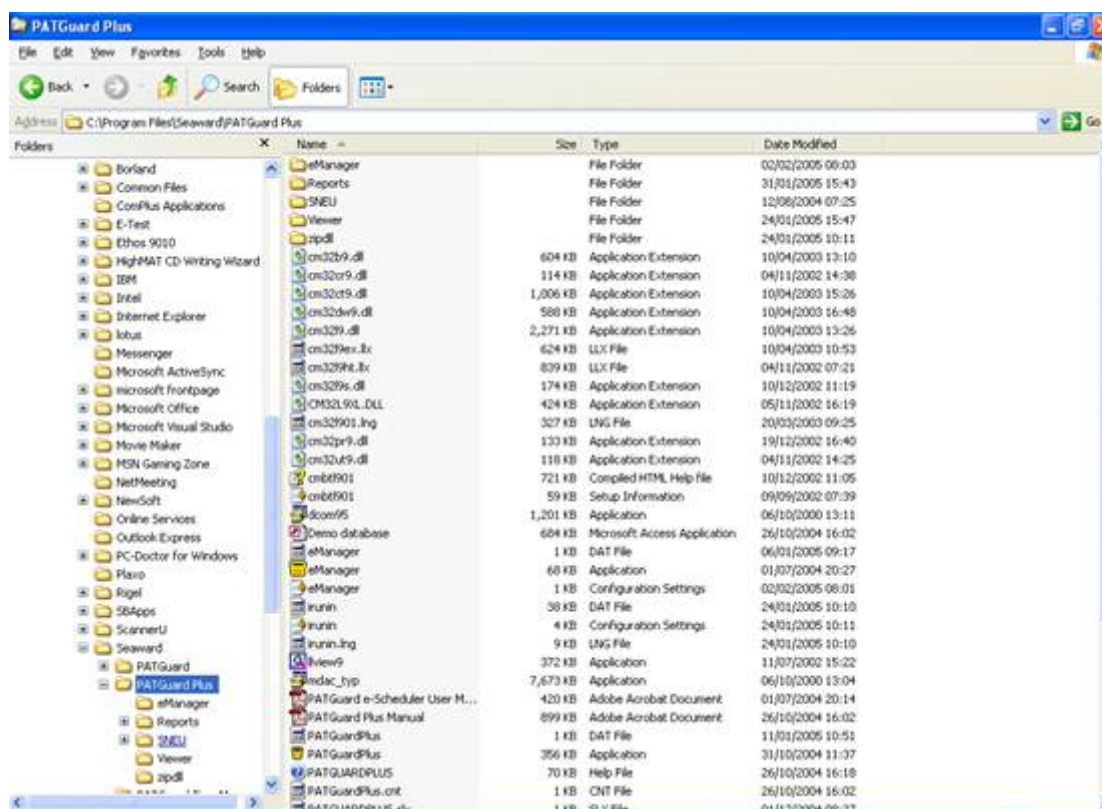 PATGuard Plus
File Edit View Favorites Tools Help
Back Search Folders
Address C:\Program Files\Seaward\PATGuard Plus Go
Folders x
Borland
Common Files
ComPlus Applications
E-Test
Ethos 9010
HighMAT CD Writing Wizard
IBM
Intel
Internet Explorer
lotus
Messenger
Microsoft ActiveSync
microsoft frontpage
Microsoft Office
Microsoft Visual Studio
Movie Maker
MSN Gaming Zone
NetMeeting
NewSoft
Online Services
Outlook Express
PC-Doctor for Windows
Plaxo
Rigel
SBApps
ScannerU
Seaward
PATGuard
PATGuard Plus
eManager
Reports
SNEU
Viewer
zipdll
Name Size Type Date Modified
eManager File Folder 02/02/2005 08:03
Reports File Folder 31/01/2005 15:43
SNEU File Folder 12/08/2004 07:25
Viewer File Folder 24/01/2005 15:47
zipdll File Folder 24/01/2005 10:11
cm32b9.dll 604 KB Application Extension 10/04/2003 13:10
cm32cr9.dll 114 KB Application Extension 04/11/2002 14:38
cm32ct9.dll 1,006 KB Application Extension 10/04/2003 15:26
cm32dw9.dll 588 KB Application Extension 10/04/2003 16:48
cm32l9.dll 2,271 KB Application Extension 10/04/2003 13:26
cm32l9ex.llx 624 KB LLX File 10/04/2003 10:53
cm32l9ht.llx 839 KB LLX File 04/11/2002 07:21
cm32l9s.dll 174 KB Application Extension 10/12/2002 11:19
CM32L9XL.DLL 424 KB Application Extension 05/11/2002 16:19
cm32l901.lng 327 KB LNG File 20/03/2003 09:25
cm32pr9.dll 133 KB Application Extension 19/12/2002 16:40
cm32ut9.dll 118 KB Application Extension 04/11/2002 14:25
cmbtl901 721 KB Compiled HTML Help file 10/12/2002 11:05
cmbtl901 59 KB Setup Information 09/09/2002 07:39
dcom95 1,201 KB Application 06/10/2000 13:11
Demo database 684 KB Microsoft Access Application 26/10/2004 16:02
eManager 1 KB DAT File 06/01/2005 09:17
eManager 68 KB Application 01/07/2004 20:27
eManager 1 KB Configuration Settings 02/02/2005 08:01
irunin 38 KB DAT File 24/01/2005 10:10
irunin 4 KB Configuration Settings 24/01/2005 10:11
irunin.lng 9 KB LNG File 24/01/2005 10:10
llview9 372 KB Application 11/07/2002 15:22
mdac_typ 7,673 KB Application 06/10/2000 13:04
PATGuard e-Scheduler User M... 420 KB Adobe Acrobat Document 01/07/2004 20:14
PATGuard Plus Manual 899 KB Adobe Acrobat Document 26/10/2004 16:02
PATGuardPlus 1 KB DAT File 11/01/2005 10:51
PATGuardPlus 356 KB Application 31/10/2004 11:37
PATGUARDPLUS 70 KB Help File 26/10/2004 16:18
PATGuardPlus.cnt 1 KB CNT File 26/10/2004 16:02